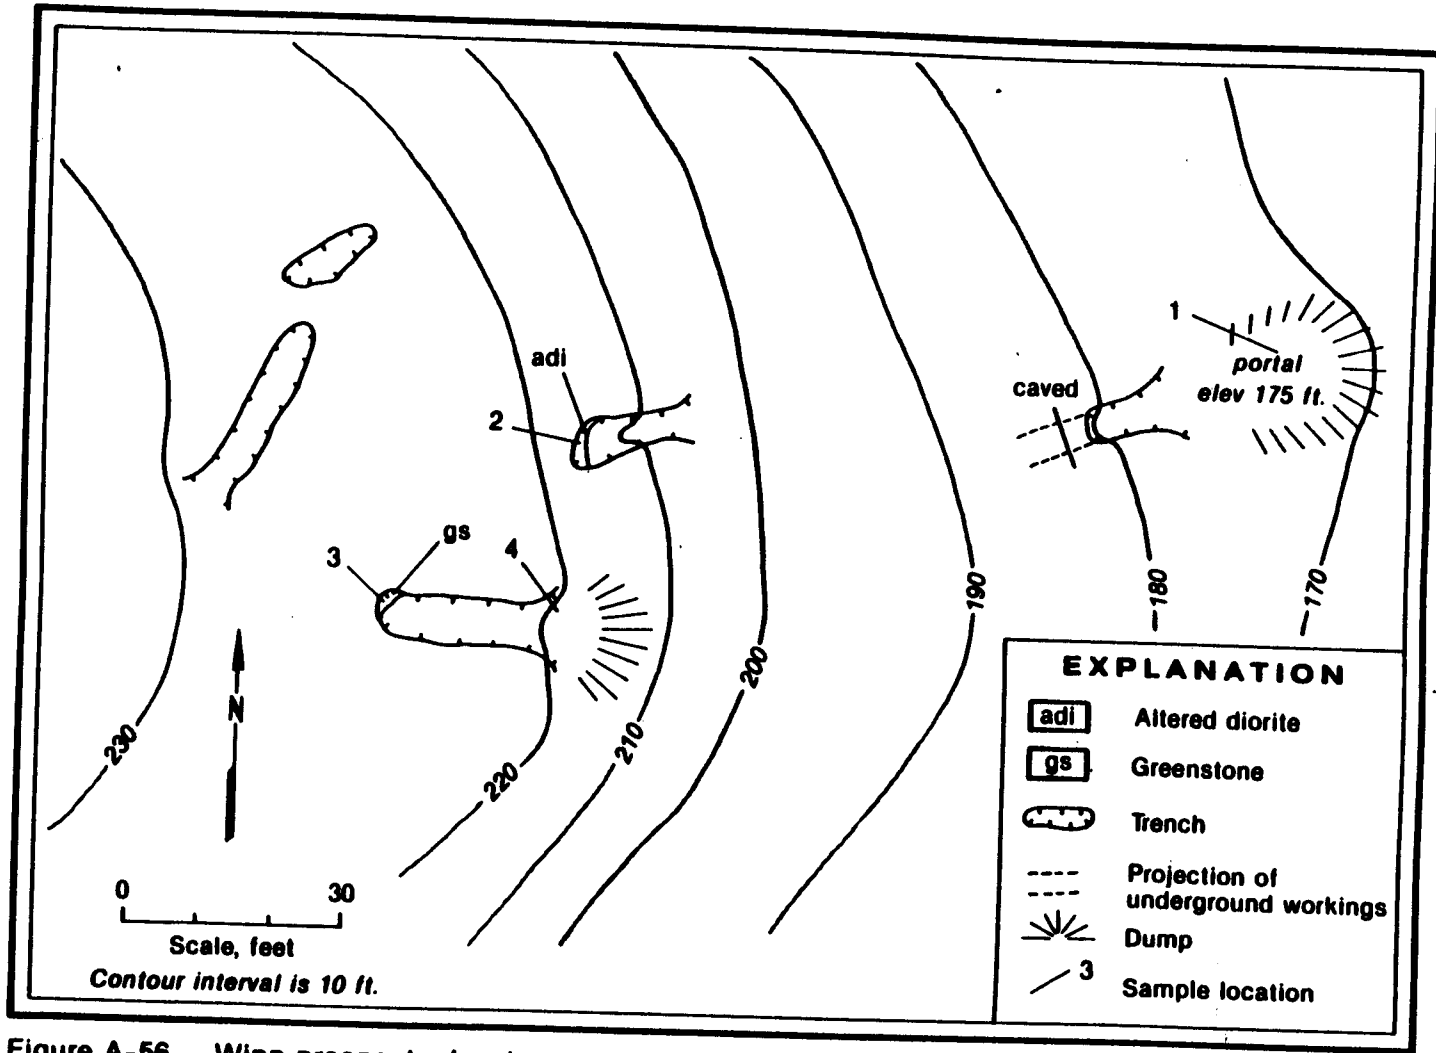 1
portal
elev 175 ft.
caved
adi
2
gs
3
4
190
180
170
200
210
220
230
N
0 30
Scale, feet
Contour interval is 10 ft.
EXPLANATION
adi Altered diorite
gs Greenstone
Trench
Projection of
underground workings
Dump
3
Sample location
Figure A-56